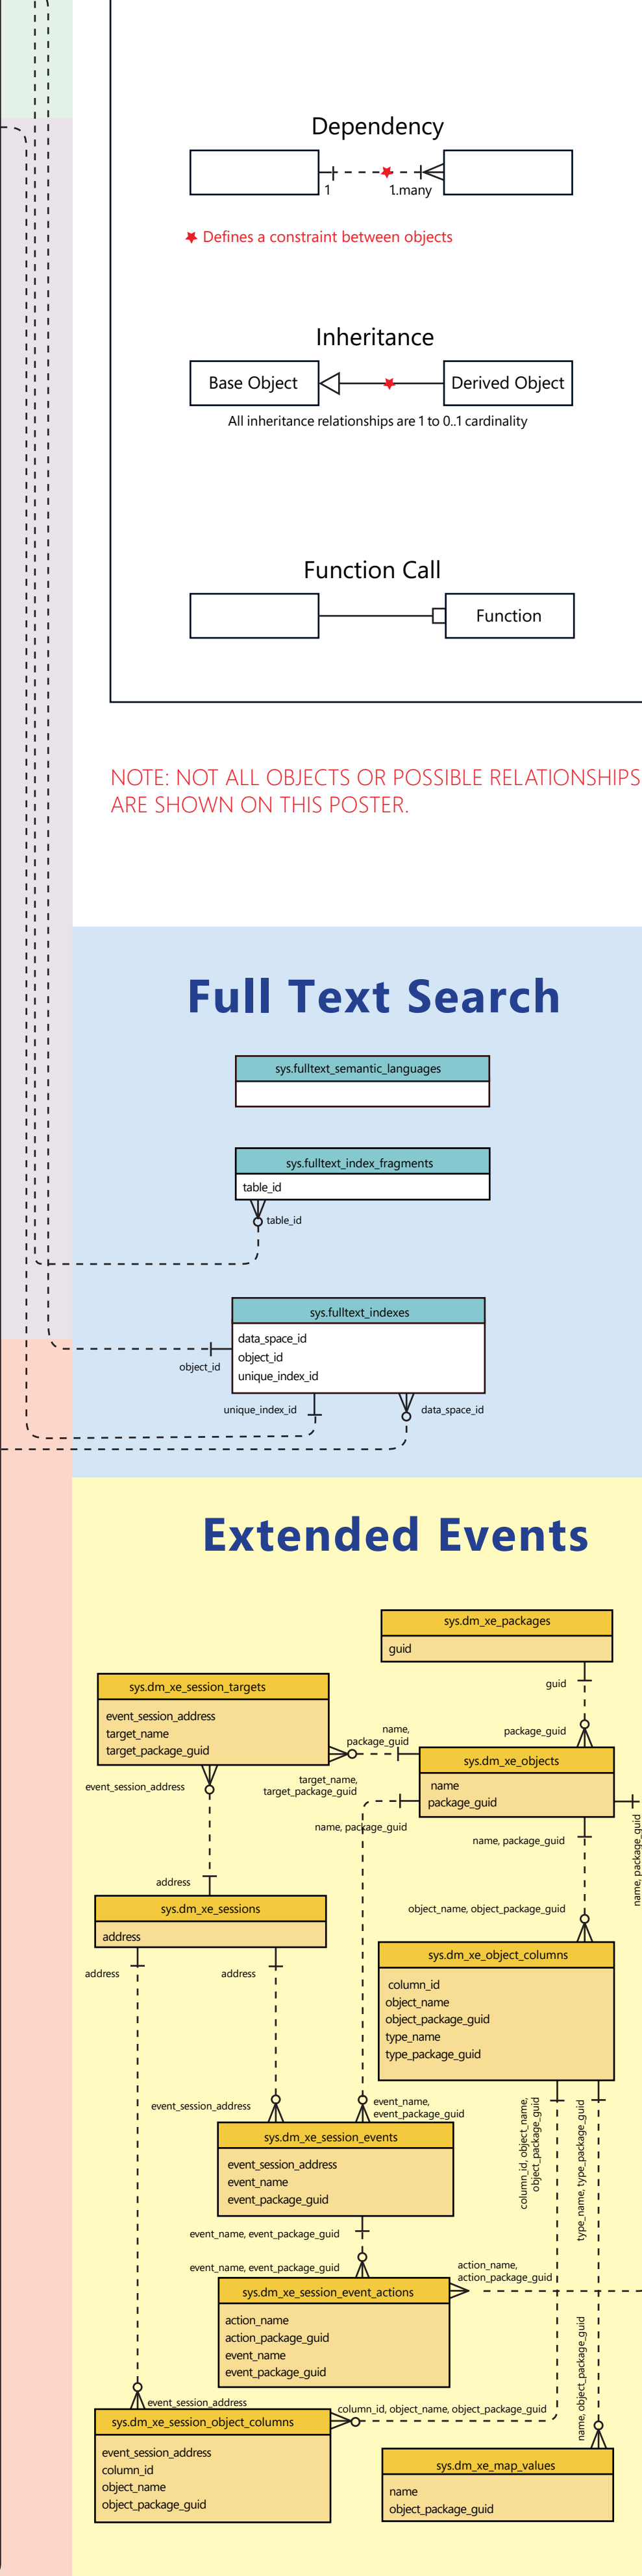 Dependency
1
1.many
Defines a constraint between objects
Inheritance
Base Object
Derived Object
All inheritance relationships are 1 to 0..1 cardinality
Function Call
Function
NOTE: NOT ALL OBJECTS OR POSSIBLE RELATIONSHIPS
ARE SHOWN ON THIS POSTER.
Full Text Search
sys.fulltext_semantic_languages
sys.fulltext_index_fragments
table_id
table_id
sys.fulltext_indexes
data_space_id
object_id
unique_index_id
object_id
unique_index_id
data_space_id
Extended Events
sys.dm_xe_packages
guid
guid
package_guid
sys.dm_xe_session_targets
event_session_address
target_name
target_package_guid
name,
package_guid
target_name,
target_package_guid
sys.dm_xe_objects
name
package_guid
event_session_address
name, package_guid
name, package_guid
name, package_guid
address
sys.dm_xe_sessions
address
object_name, object_package_guid
sys.dm_xe_object_columns
column_id
object_name
object_package_guid
type_name
type_package_guid
address
address
event_session_address
event_name,
event_package_guid
column_id, object_name,
object_package_guid
type_name, type_package_guid
sys.dm_xe_session_events
event_session_address
event_name
event_package_guid
event_name, event_package_guid
event_name, event_package_guid
action_name,
action_package_guid
sys.dm_xe_session_event_actions
action_name
action_package_guid
event_name
event_package_guid
name, object_package_guid
event_session_address
column_id, object_name, object_package_guid
sys.dm_xe_session_object_columns
event_session_address
column_id
object_name
object_package_guid
sys.dm_xe_map_values
name
object_package_guid